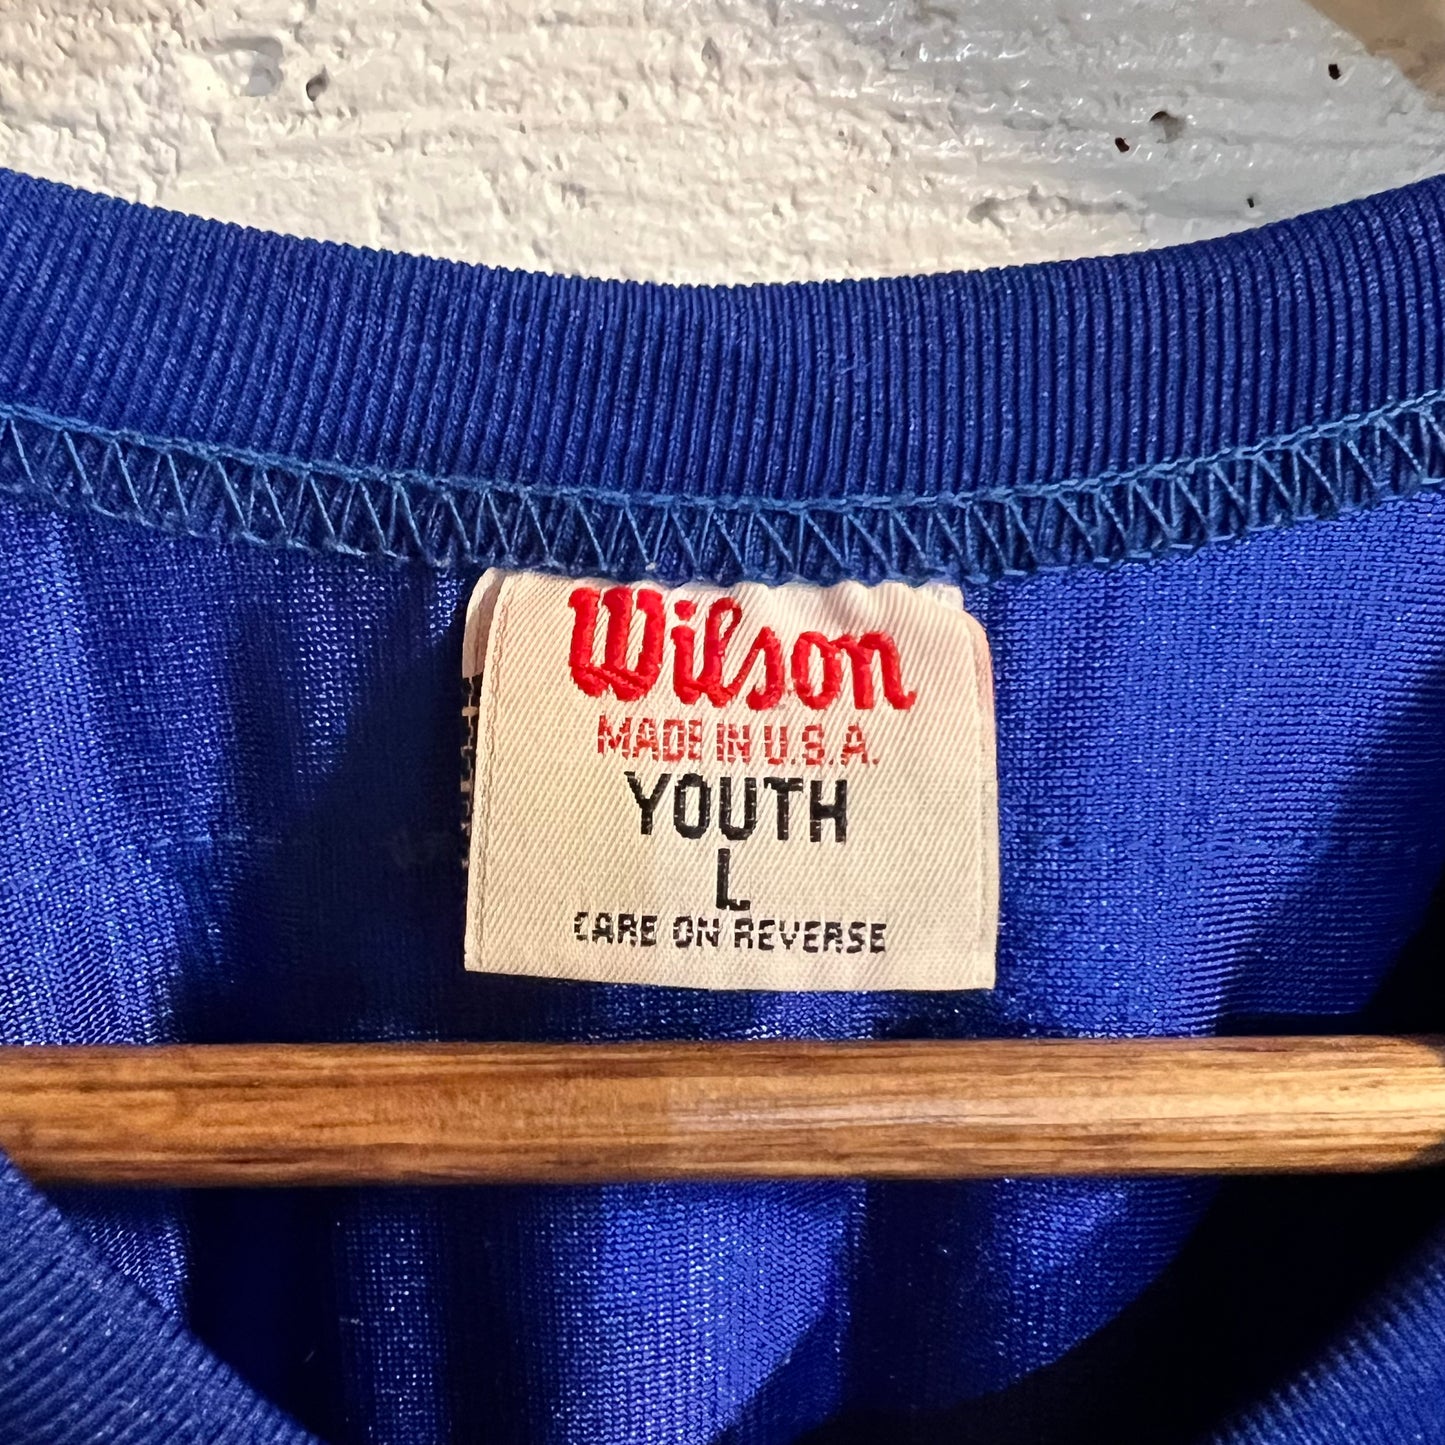 Wilson
MADE IN U.S.A.
YOUTH
L
CARE ON REVERSE